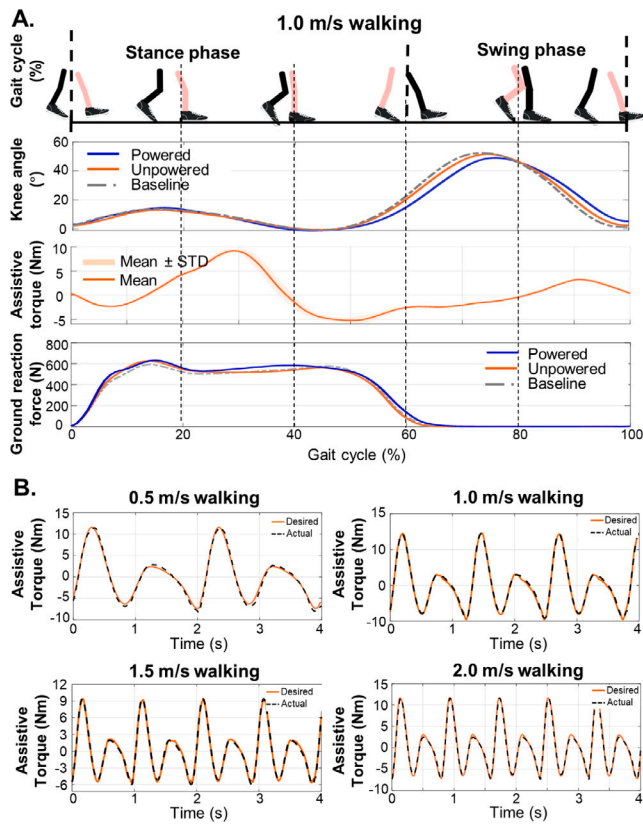 A.
1.0 m/s walking
Gait cycle
(%)
Stance phase
Swing phase
Knee angle
(°)
60
40
20
0
Powered
Unpowered
Baseline
Assistive
torque (Nm)
10
5
0
-5
Mean ± STD
Mean
Ground reaction
force (N)
800
600
400
200
0
Powered
Unpowered
Baseline
0 20 40 60 80 100
Gait cycle (%)
B.
0.5 m/s walking
Assistive
Torque (Nm)
15
10
5
0
-5
-10
Desired
Actual
0 1 2 3 4
Time (s)
1.0 m/s walking
Assistive
Torque (Nm)
15
10
5
0
-5
-10
Desired
Actual
0 1 2 3 4
Time (s)
1.5 m/s walking
Assistive
Torque (Nm)
12
9
6
3
0
-3
-6
Desired
Actual
0 1 2 3 4
Time (s)
2.0 m/s walking
Assistive
Torque (Nm)
15
10
5
0
-5
-10
Desired
Actual
0 1 2 3 4
Time (s)